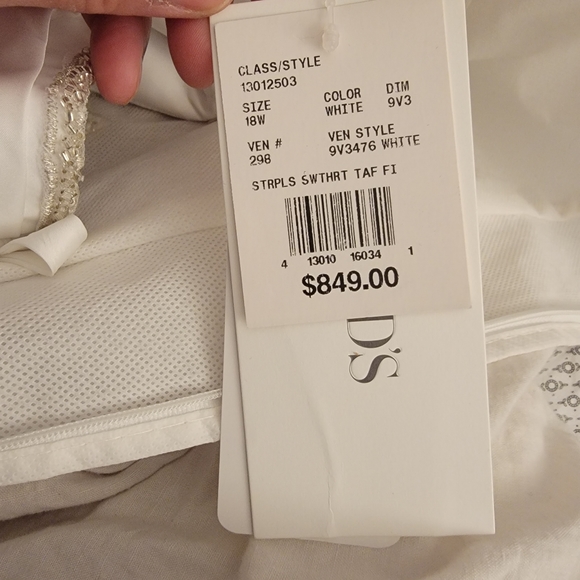 CLASS/STYLE
13012503
SIZE COLOR DIM
18W WHITE 9V3
VEN # VEN STYLE
298 9V3476 WHITE
STRPLS SWTHRT TAF FI
4 13010 16034 1
$849.00
D'S